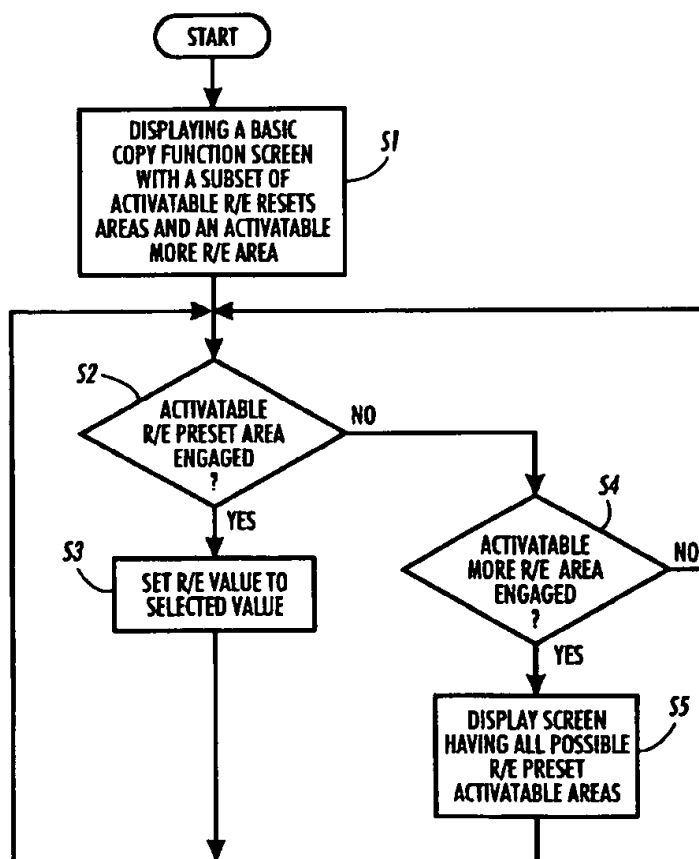 START
DISPLAYING A BASIC
COPY FUNCTION SCREEN
WITH A SUBSET OF
ACTIVATABLE R/E RESETS
AREAS AND AN ACTIVATABLE
MORE R/E AREA
S1
S2
ACTIVATABLE
R/E PRESET AREA
ENGAGED
?
NO
YES
S3
SET R/E VALUE TO
SELECTED VALUE
S4
ACTIVATABLE
MORE R/E AREA
ENGAGED
?
NO
YES
S5
DISPLAY SCREEN
HAVING ALL POSSIBLE
R/E PRESET
ACTIVATABLE AREAS